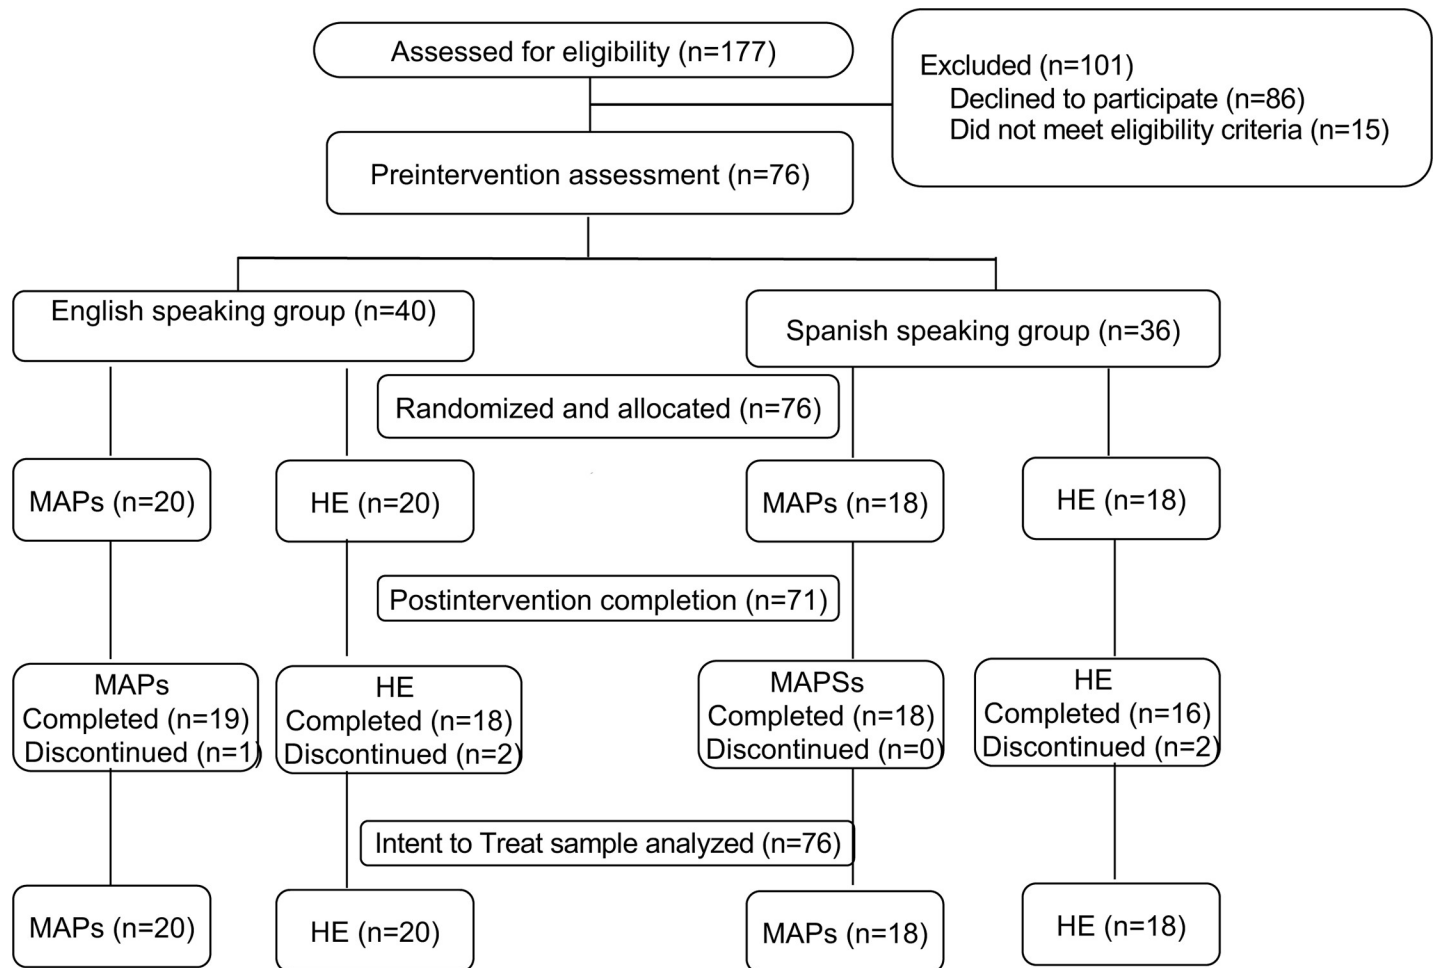 Assessed for eligibility (n=177)
Excluded (n=101)
Declined to participate (n=86)
Did not meet eligibility criteria (n=15)
Preintervention assessment (n=76)
English speaking group (n=40)
Spanish speaking group (n=36)
Randomized and allocated (n=76)
MAPs (n=20)
HE (n=20)
MAPs (n=18)
HE (n=18)
Postintervention completion (n=71)
MAPs
Completed (n=19)
Discontinued (n=1)
HE
Completed (n=18)
Discontinued (n=2)
MAPSs
Completed (n=18)
Discontinued (n=0)
HE
Completed (n=16)
Discontinued (n=2)
Intent to Treat sample analyzed (n=76)
MAPs (n=20)
HE (n=20)
MAPs (n=18)
HE (n=18)